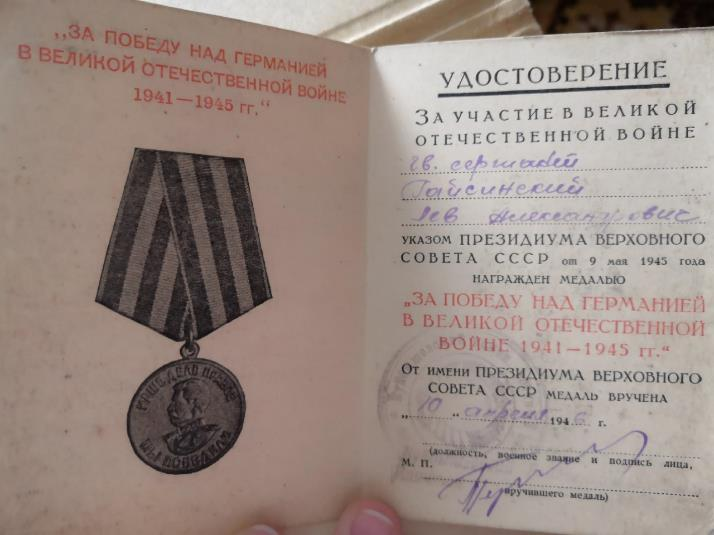 „ЗА ПОБЕДУ НАД ГЕРМАНИЕЙ
В ВЕЛИКОЙ ОТЕЧЕСТВЕННОЙ ВОЙНЕ
1941—1945 гг."
НАШЕ ДЕЛО ПРАВОЕ
МЫ ПОБЕДИЛИ
УДОСТОВЕРЕНИЕ
ЗА УЧАСТИЕ В ВЕЛИКОЙ
ОТЕЧЕСТВЕННОЙ ВОЙНЕ
гв. сержант
Гайсинский
Лев Александрович
УКАЗОМ ПРЕЗИДИУМА ВЕРХОВНОГО
СОВЕТА СССР от 9 мая 1945 года
НАГРАЖДЕН МЕДАЛЬЮ
„ЗА ПОБЕДУ НАД ГЕРМАНИЕЙ
В ВЕЛИКОЙ ОТЕЧЕСТВЕННОЙ
ВОЙНЕ 1941—1945 гг."
ОТ ИМЕНИ ПРЕЗИДИУМА ВЕРХОВНОГО
СОВЕТА СССР МЕДАЛЬ ВРУЧЕНА
„10" апреля 1946 г.
(должность, военное звание и подпись лица,
М. П.
вручившего медаль)